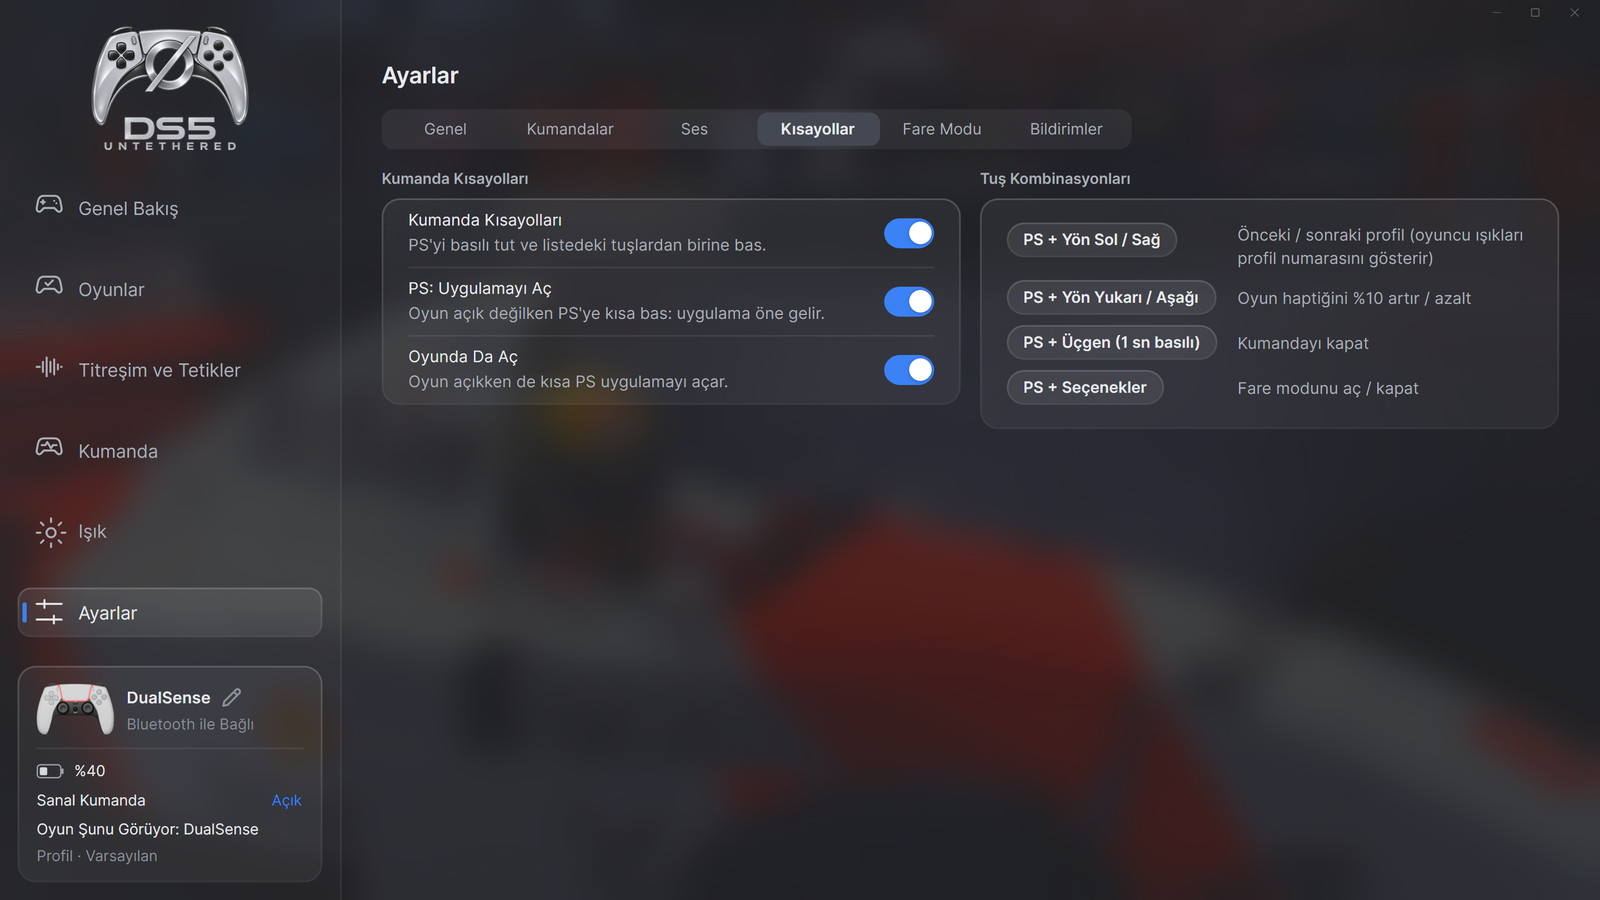 DS5
UNTETHERED
Genel Bakış
Oyunlar
Titreşim ve Tetikler
Kumanda
Işık
Ayarlar
DualSense
Bluetooth ile Bağlı
%40
Sanal Kumanda Açık
Oyun Şunu Görüyor: DualSense
Profil · Varsayılan
Ayarlar
Genel Kumandalar Ses Kısayollar Fare Modu Bildirimler
Kumanda Kısayolları
Kumanda Kısayolları
PS'yi basılı tut ve listedeki tuşlardan birine bas.
PS: Uygulamayı Aç
Oyun açık değilken PS'ye kısa bas: uygulama öne gelir.
Oyunda Da Aç
Oyun açıkken de kısa PS uygulamayı açar.
Tuş Kombinasyonları
PS + Yön Sol / Sağ
Önceki / sonraki profil (oyuncu ışıkları
profil numarasını gösterir)
PS + Yön Yukarı / Aşağı
Oyun haptiğini %10 artır / azalt
PS + Üçgen (1 sn basılı)
Kumandayı kapat
PS + Seçenekler
Fare modunu aç / kapat